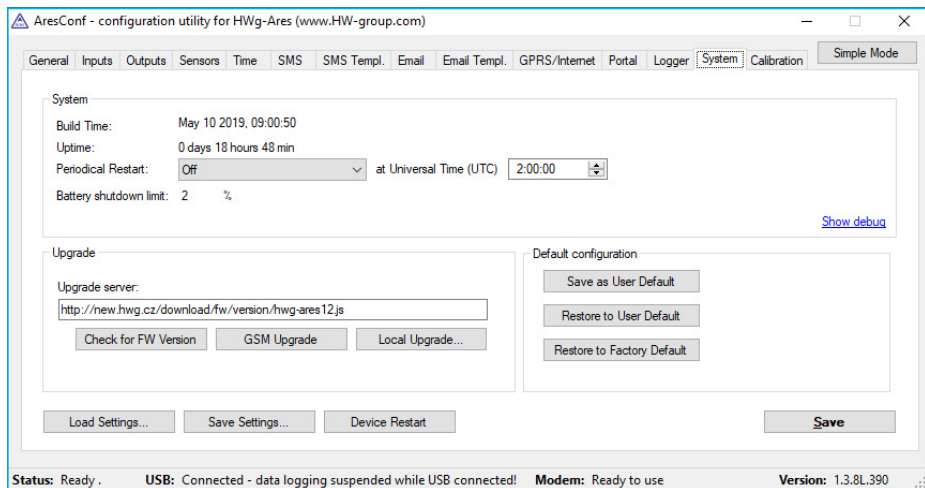 AresConf - configuration utility for HWg-Ares (www.HW-group.com)
General Inputs Outputs Sensors Time SMS SMS Templ. Email Email Templ. GPRS/Internet Portal Logger System Calibration Simple Mode
System
Build Time: May 10 2019, 09:00:50
Uptime: 0 days 18 hours 48 min
Periodical Restart: Off at Universal Time (UTC) 2:00:00
Battery shutdown limit: 2 %
Show debug
Upgrade
Upgrade server:
http://new.hwg.cz/download/fw/version/hwg-ares12.js
Check for FW Version GSM Upgrade Local Upgrade...
Default configuration
Save as User Default
Restore to User Default
Restore to Factory Default
Load Settings... Save Settings... Device Restart Save
Status: Ready . USB: Connected - data logging suspended while USB connected! Modem: Ready to use Version: 1.3.8L.390